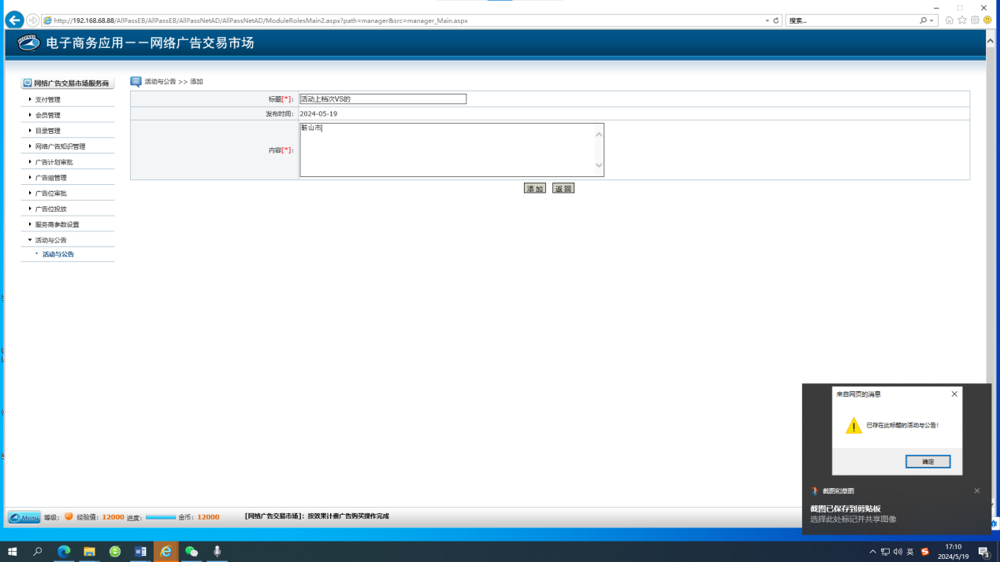 http://192.168.68.88/AllPassEB/AllPassNetAD/AllPassNetAD/ModuleRolesMain2.aspx?path=manager&src=manager_Main.aspx
搜索...
电子商务应用－－网络广告交易市场
网络广告交易市场服务商
支付管理
会员管理
目录管理
网络广告知识管理
广告计划审批
广告组管理
广告位审批
广告位投放
服务商参数设置
活动与公告
活动与公告
活动与公告 >> 添加
标题[*]: 活动上档次VS的
发布时间: 2024-05-19
内容[*]: 鞍山市
添 加 返 回
来自网页的消息
已存在此标题的活动与公告!
确定
截图和草图
截图已保存到剪贴板
选择此处标记并共享图像
Menu 等级: 经验值: 12000 进度: 金币: 12000 [网络广告交易市场]: 按效果计费广告购买操作完成
英
17:10
2024/5/19
3